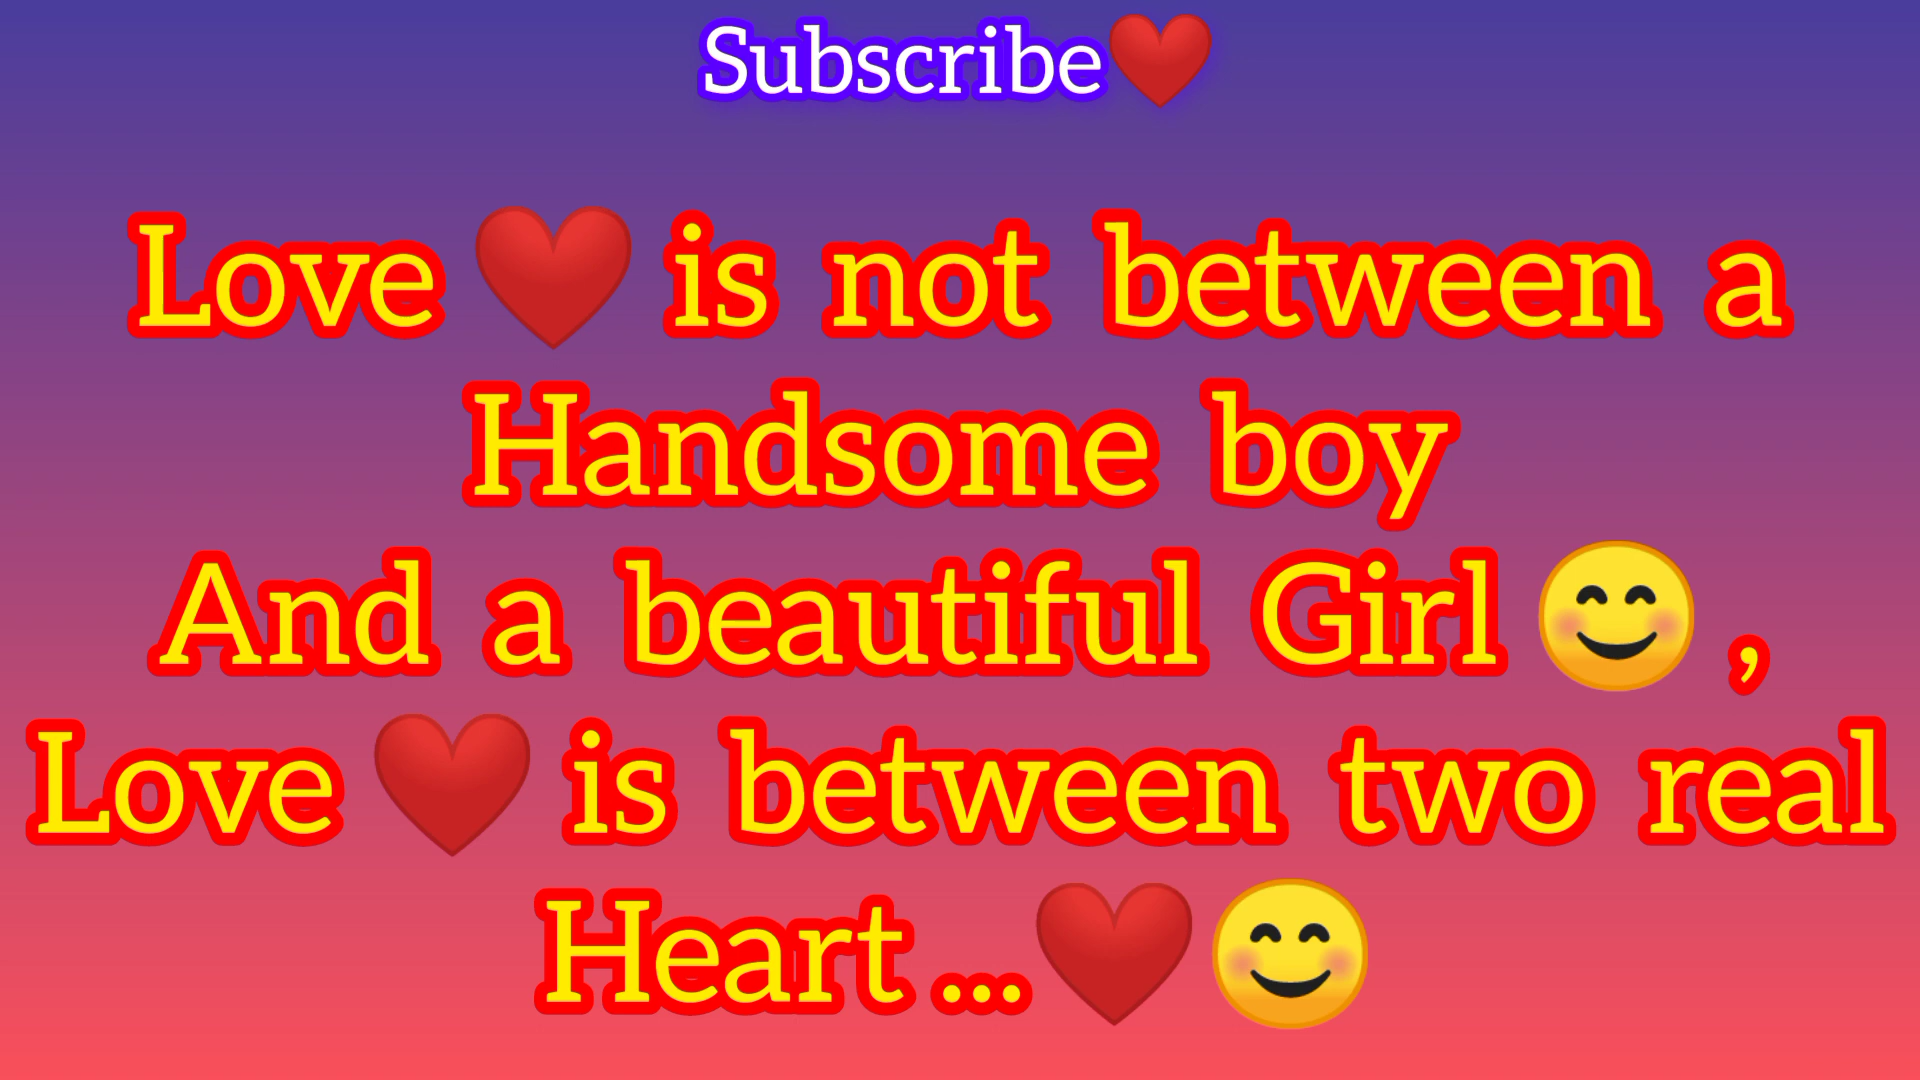 Subscribe❤️
Love ❤️ is not between a
Handsome boy
And a beautiful Girl 😊 ,
Love ❤️ is between two real
Heart ...❤️😊